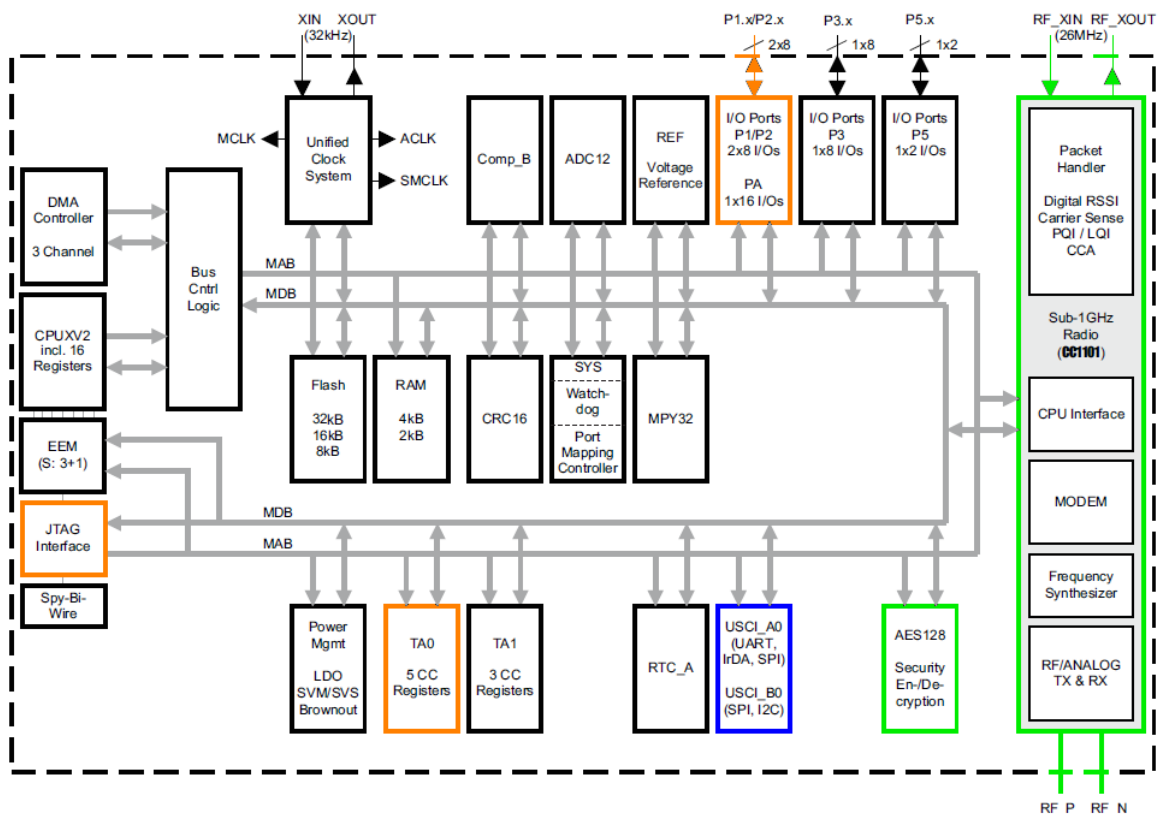 XIN XOUT
(32kHz)
P1.x/P2.x
2x8
P3.x
1x8
P5.x
1x2
RF_XIN RF_XOUT
(26MHz)
MCLK
Unified
Clock
System
ACLK
SMCLK
Comp_B
ADC12
REF
Voltage
Reference
I/O Ports
P1/P2
2x8 I/Os
PA
1x16 I/Os
I/O Ports
P3
1x8 I/Os
I/O Ports
P5
1x2 I/Os
Packet
Handler
Digital RSSI
Carrier Sense
PQI / LQI
CCA
DMA
Controller
3 Channel
Bus
Cntrl
Logic
MAB
MDB
CPUXV2
incl. 16
Registers
Sub-1GHz
Radio
(CC1101)
Flash
32kB
16kB
8kB
RAM
4kB
2kB
CRC16
SYS
Watch-
dog
Port
Mapping
Controller
MPY32
CPU Interface
EEM
(S: 3+1)
MODEM
JTAG
Interface
MDB
MAB
Frequency
Synthesizer
Spy-Bi-
Wire
Power
Mgmt
LDO
SVM/SVS
Brownout
TA0
5 CC
Registers
TA1
3 CC
Registers
RTC_A
USCI_A0
(UART,
IrDA, SPI)
USCI_B0
(SPI, I2C)
AES128
Security
En-/De-
cryption
RF/ANALOG
TX & RX
RF_P RF_N